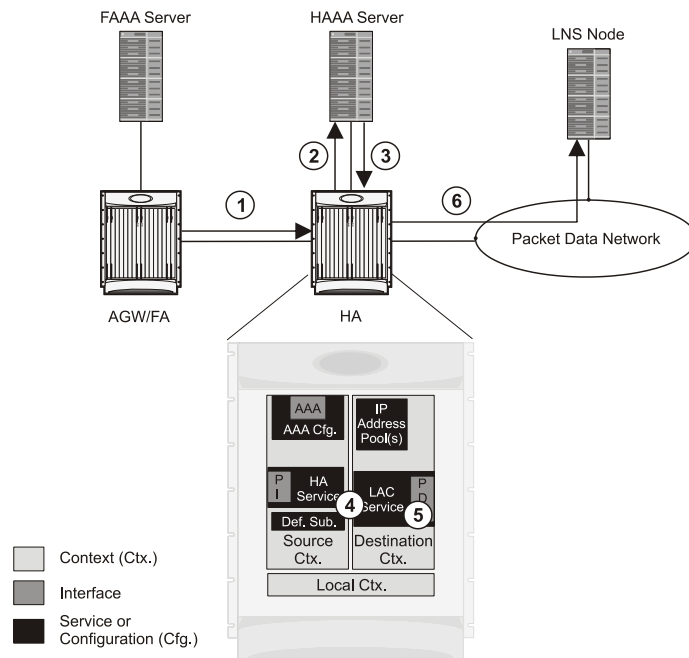 FAAA Server
HAAA Server
LNS Node
2
3
1
6
Packet Data Network
AGW/FA
HA
AAA
AAA Cfg.
IP
Address
Pool(s)
P
I
HA
Service
4
LAC
Service
P
D
5
Def. Sub.
Source
Ctx.
Destination
Ctx.
Local Ctx.
Context (Ctx.)
Interface
Service or
Configuration (Cfg.)